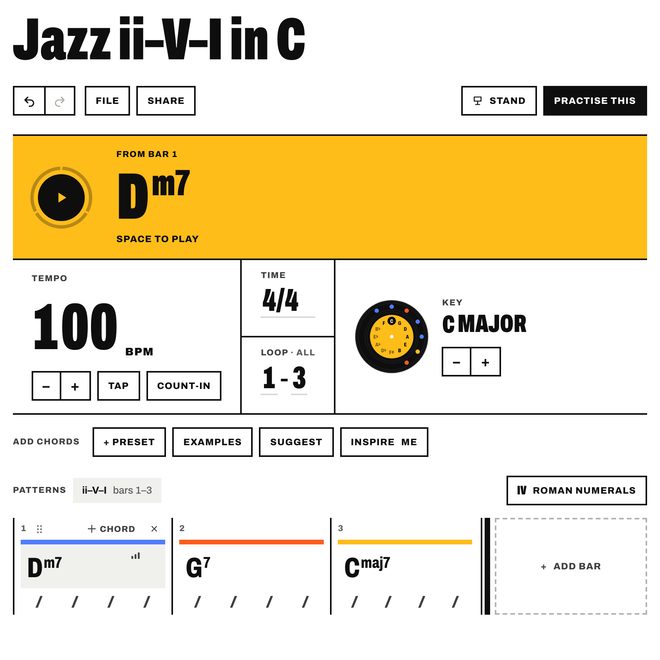 Jazz ii–V–I in C
FILE
SHARE
STAND
PRACTISE THIS
FROM BAR 1
Dm7
SPACE TO PLAY
TEMPO
100 BPM
− + TAP COUNT-IN
TIME
4/4
LOOP · ALL
1 - 3
KEY
C MAJOR
− +
ADD CHORDS
+ PRESET
EXAMPLES
SUGGEST
INSPIRE ME
PATTERNS
ii–V–I bars 1–3
IV ROMAN NUMERALS
1 + CHORD ×
Dm7
/ / / /
2
G7
/ / / /
3
Cmaj7
/ / / /
+ ADD BAR